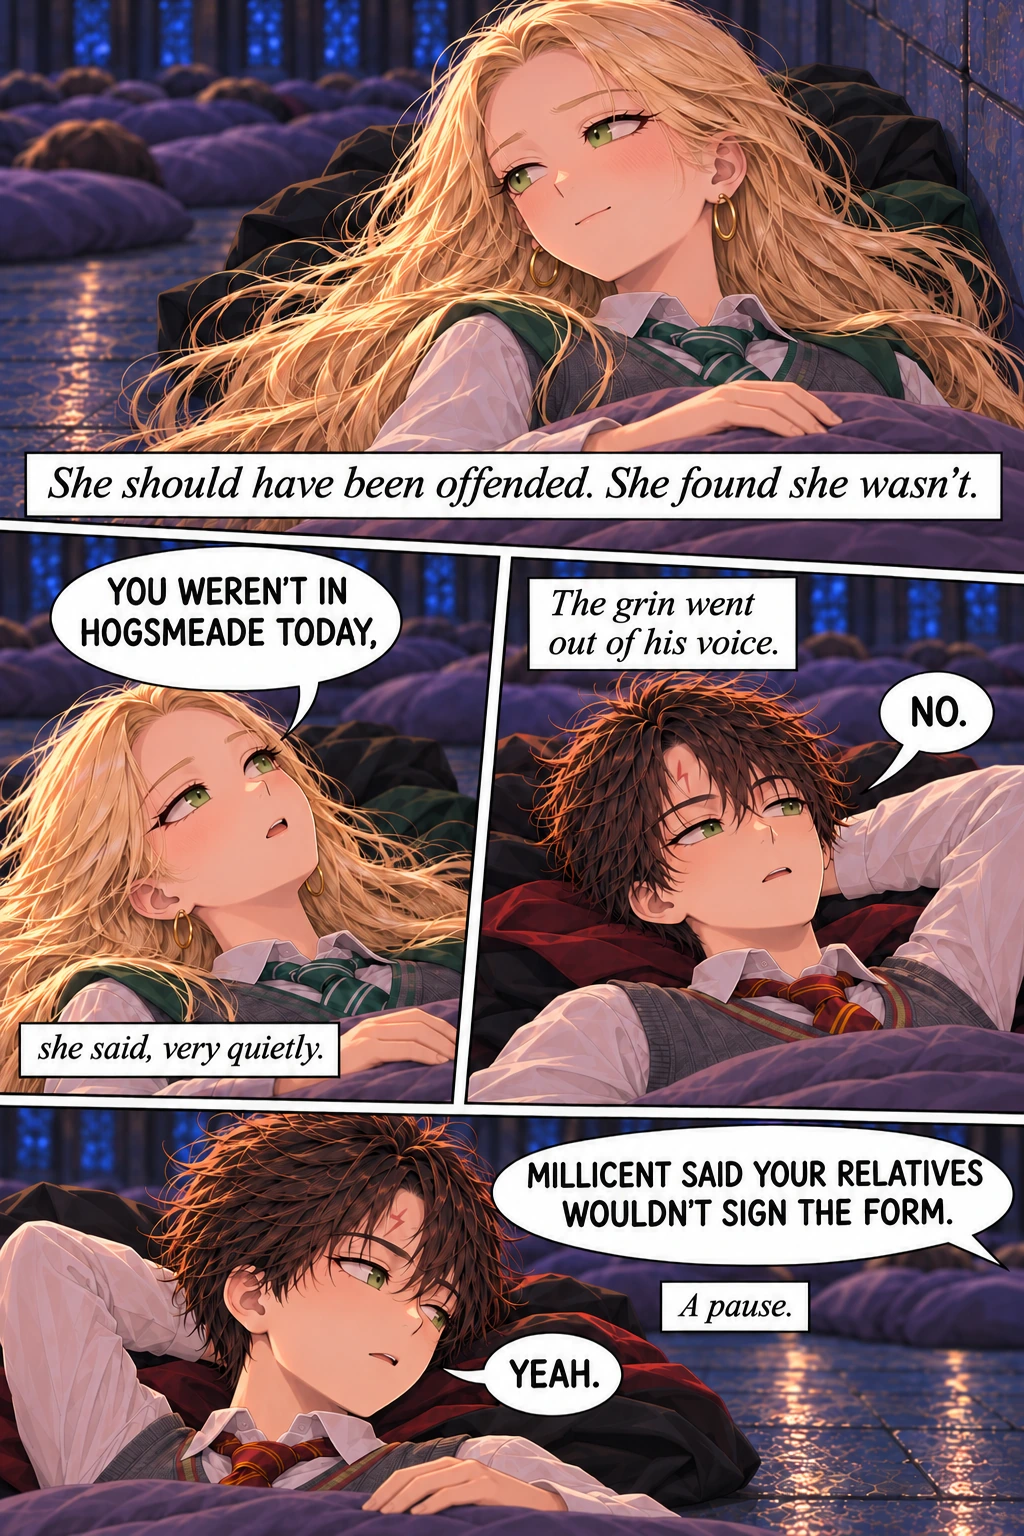 She should have been offended. She found she wasn't.
YOU WEREN'T IN
HOGSMEADE TODAY,
she said, very quietly.
The grin went
out of his voice.
NO.
MILLICENT SAID YOUR RELATIVES
WOULDN'T SIGN THE FORM.
A pause.
YEAH.